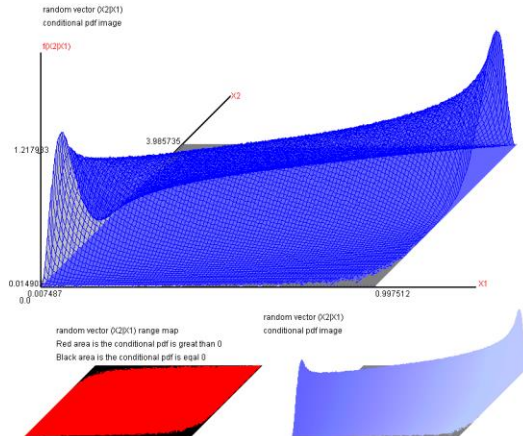 random vector (X2|X1)
conditional pdf image
f(X2|X1)
X2
3.985735
1.217983
0.01490
0.007487
0.0
0.997512
X1
random vector (X2|X1) range map
Red area is the conditional pdf is great than 0
Black area is the conditional pdf is eqal 0
random vector (X2|X1)
conditional pdf image